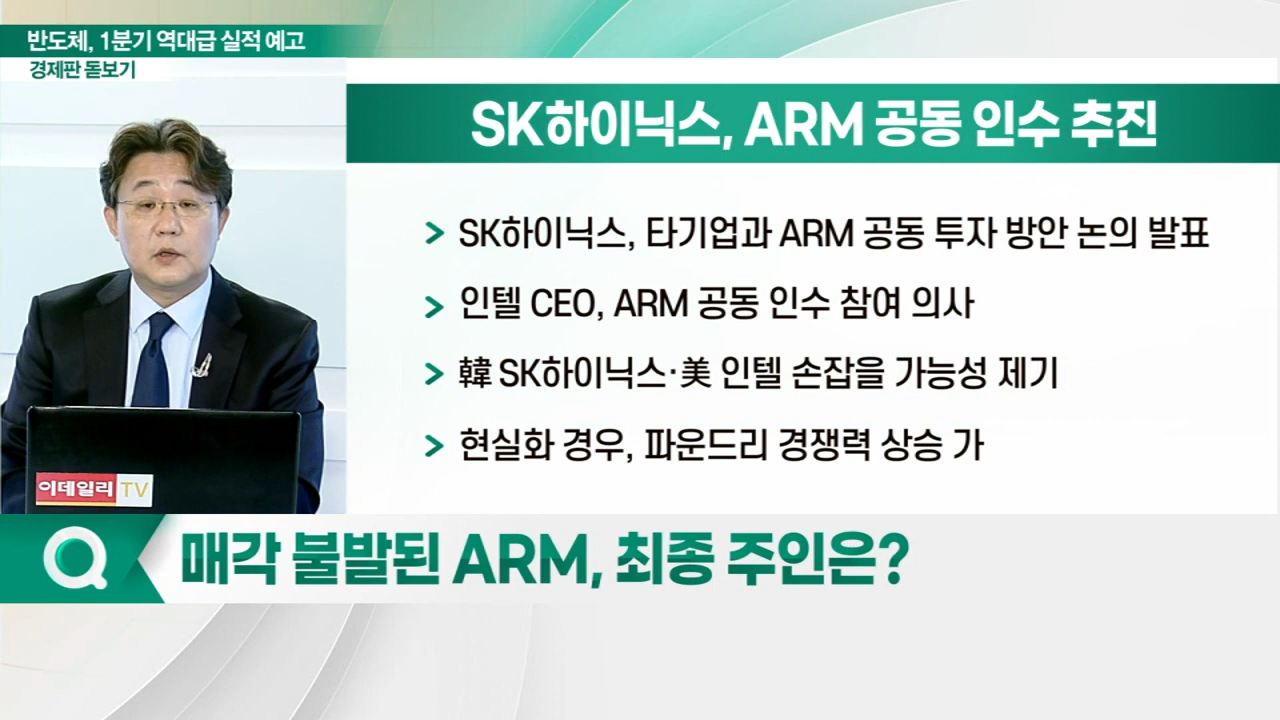 반도체, 1분기 역대급 실적 예고
경제판 돋보기
SK하이닉스, ARM 공동 인수 추진
> SK하이닉스, 타기업과 ARM 공동 투자 방안 논의 발표
> 인텔 CEO, ARM 공동 인수 참여 의사
> 韓 SK하이닉스·美 인텔 손잡을 가능성 제기
> 현실화 경우, 파운드리 경쟁력 상승 가
이데일리 TV
Q 매각 불발된 ARM, 최종 주인은?